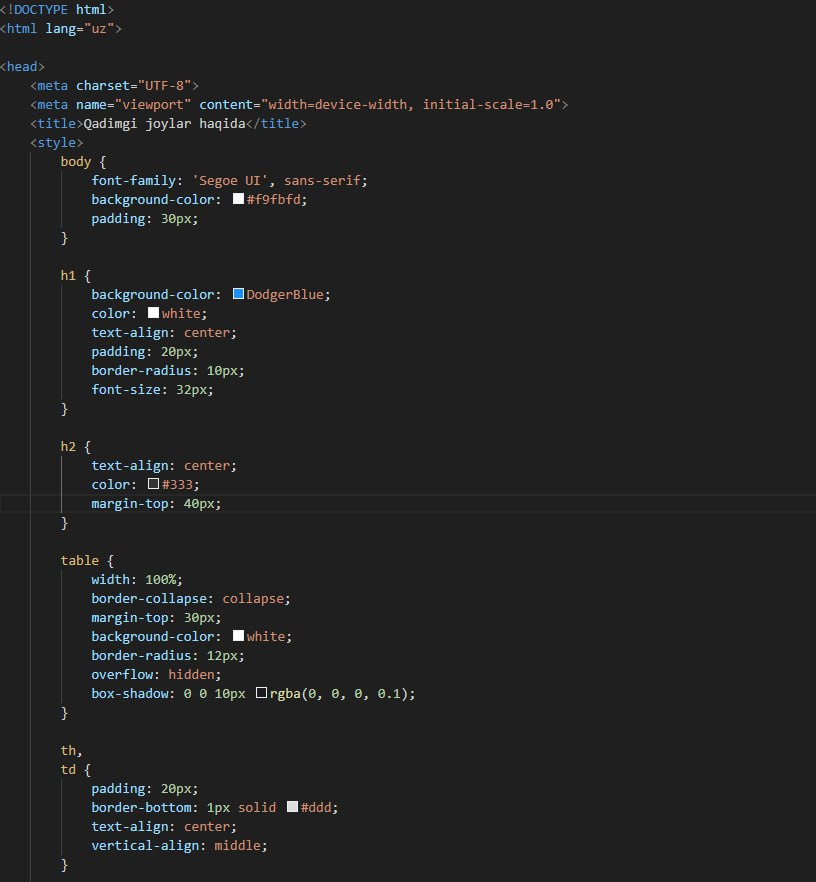 <!DOCTYPE html>
<html lang="uz">
<head>
<meta charset="UTF-8">
<meta name="viewport" content="width=device-width, initial-scale=1.0">
<title>Qadimgi joylar haqida</title>
<style>
body {
font-family: 'Segoe UI', sans-serif;
background-color: #f9fbfd;
padding: 30px;
}
h1 {
background-color: DodgerBlue;
color: white;
text-align: center;
padding: 20px;
border-radius: 10px;
font-size: 32px;
}
h2 {
text-align: center;
color: #333;
margin-top: 40px;
}
table {
width: 100%;
border-collapse: collapse;
margin-top: 30px;
background-color: white;
border-radius: 12px;
overflow: hidden;
box-shadow: 0 0 10px rgba(0, 0, 0, 0.1);
}
th,
td {
padding: 20px;
border-bottom: 1px solid #ddd;
text-align: center;
vertical-align: middle;
}